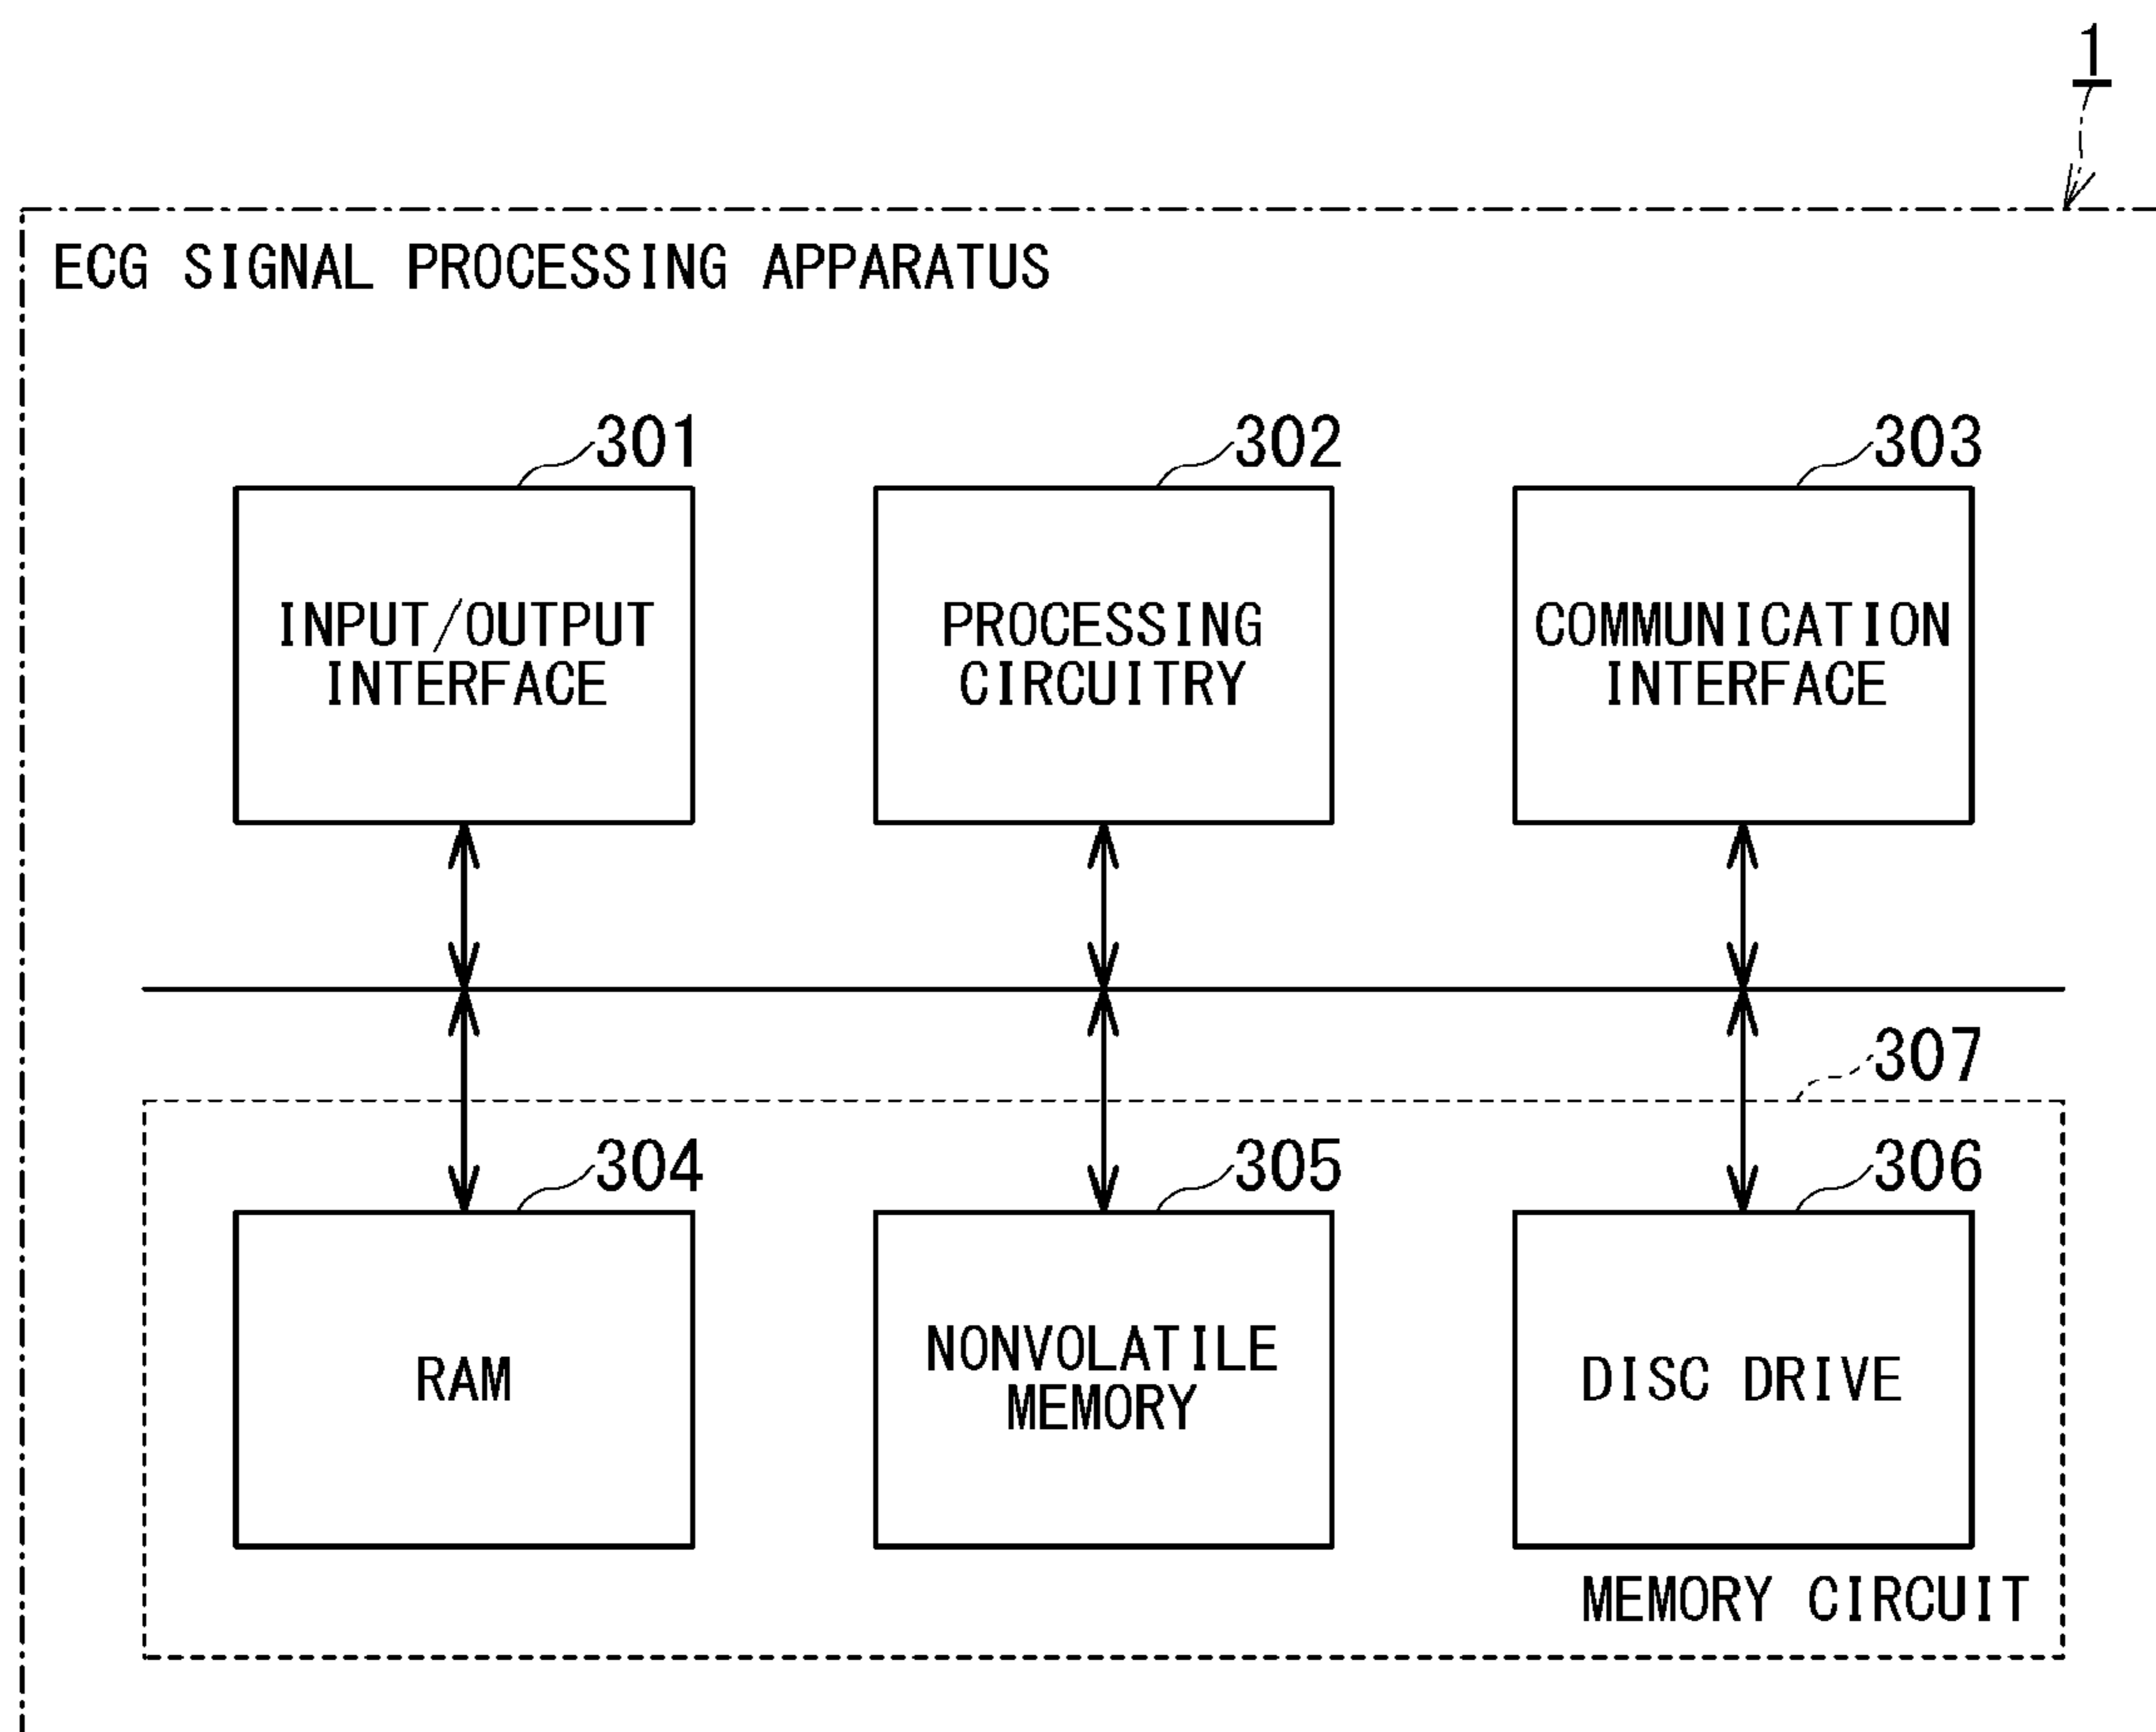 1
ECG SIGNAL PROCESSING APPARATUS
301
302
303
INPUT/OUTPUT
INTERFACE
PROCESSING
CIRCUITRY
COMMUNICATION
INTERFACE
307
304
305
306
RAM
NONVOLATILE
MEMORY
DISC DRIVE
MEMORY CIRCUIT